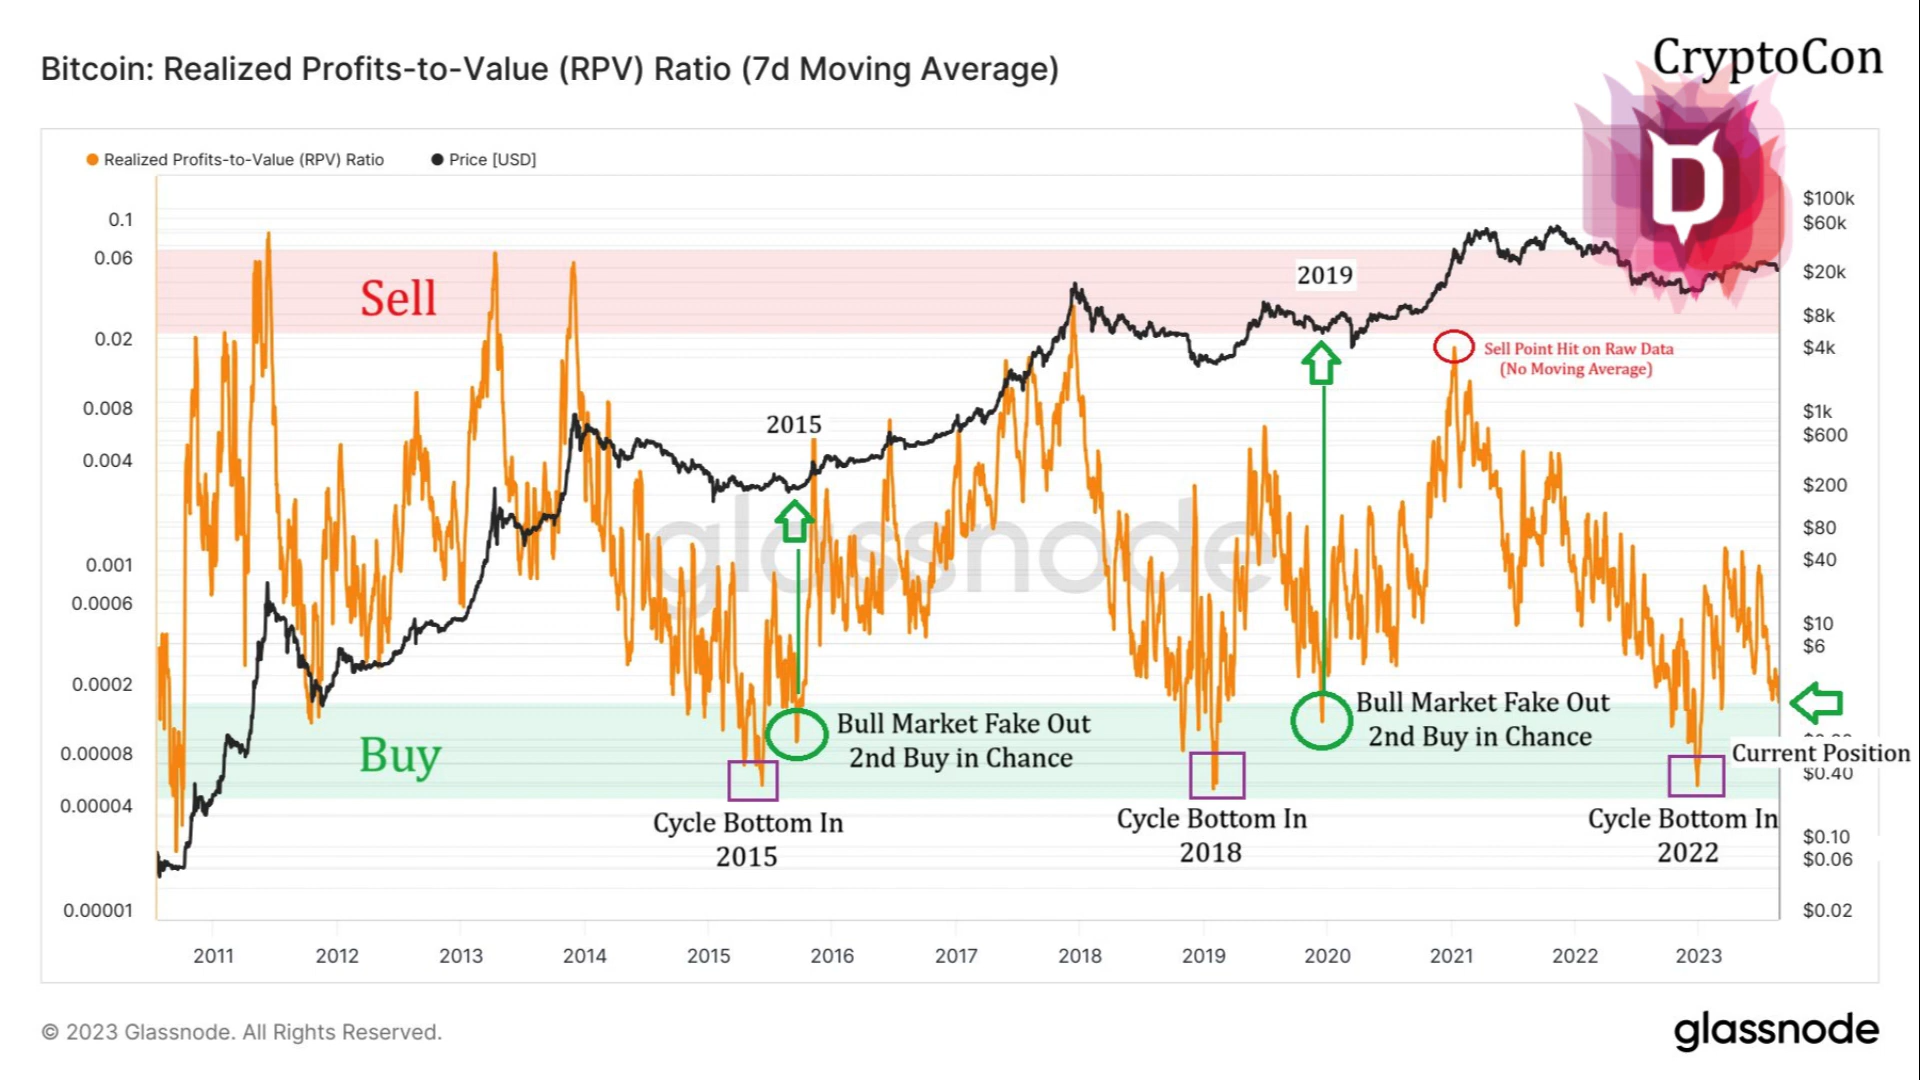 CryptoCon
Bitcoin: Realized Profits-to-Value (RPV) Ratio (7d Moving Average)
D
Realized Profits-to-Value (RPV) Ratio
Price [USD]
0.1
0.06
0.02
0.008
0.004
0.001
0.0006
0.0002
0.00008
0.00004
0.00001
$100k
$60k
$20k
$8k
$4k
$1k
$600
$200
$80
$40
$10
$6
$0.40
$0.10
$0.06
$0.02
Sell
2019
Sell Point Hit on Raw Data
(No Moving Average)
2015
glassnode
Buy
Bull Market Fake Out
2nd Buy in Chance
Bull Market Fake Out
2nd Buy in Chance
Current Position
Cycle Bottom In
2015
Cycle Bottom In
2018
Cycle Bottom In
2022
2011 2012 2013 2014 2015 2016 2017 2018 2019 2020 2021 2022 2023
© 2023 Glassnode. All Rights Reserved.
glassnode